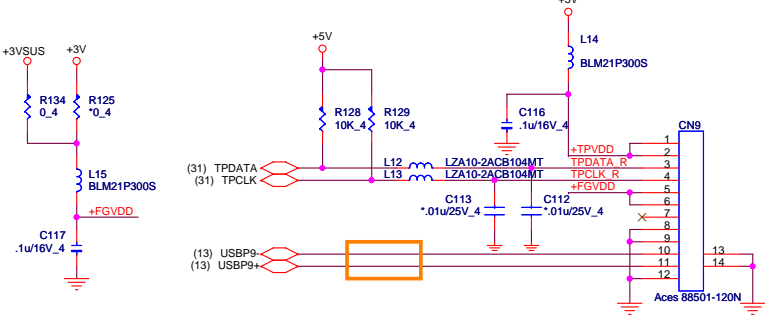 +5V
+3VSUS
+3V
+5V
L14
BLM21P300S
R134
0_4
R125
*0_4
R128
10K_4
R129
10K_4
C116
.1u/16V_4
CN9
L15
BLM21P300S
+FGVDD
C117
.1u/16V_4
(31) TPDATA
L12
LZA10-2ACB104MT
(31) TPCLK
L13
LZA10-2ACB104MT
+TPVDD
TPDATA_R
TPCLK_R
+FGVDD
C113
*.01u/25V_4
C112
*.01u/25V_4
(13) USBP9-
(13) USBP9+
1
2
3
4
5
6
7
8
9
10
11
12
13
14
Aces 88501-120N